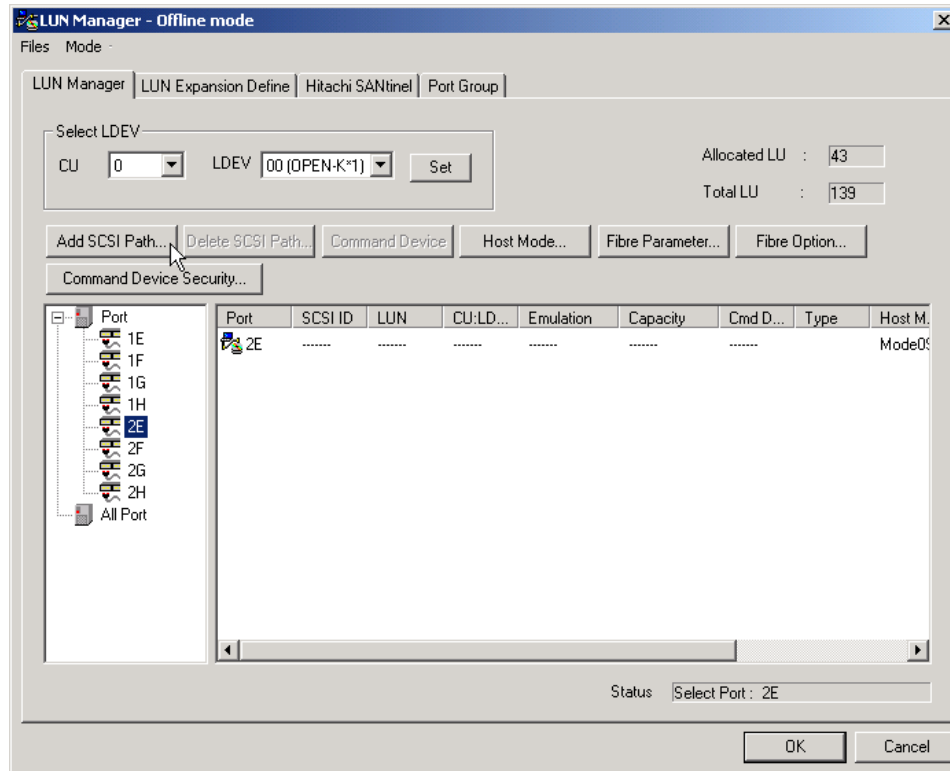 LUN Manager - Offline mode
Files Mode
LUN Manager LUN Expansion Define Hitachi SANtinel Port Group
Select LDEV
CU 0 LDEV 00 (OPEN-K*1) Set
Allocated LU : 43
Total LU : 139
Add SCSI Path... Delete SCSI Path... Command Device Host Mode... Fibre Parameter... Fibre Option...
Command Device Security...
Port
1E
1F
1G
1H
2E
2F
2G
2H
All Port
Port SCSI ID LUN CU:LD... Emulation Capacity Cmd D... Type Host M.
2E ------- ------- ------- ------- ------- ------- Mode09
Status Select Port : 2E
OK Cancel